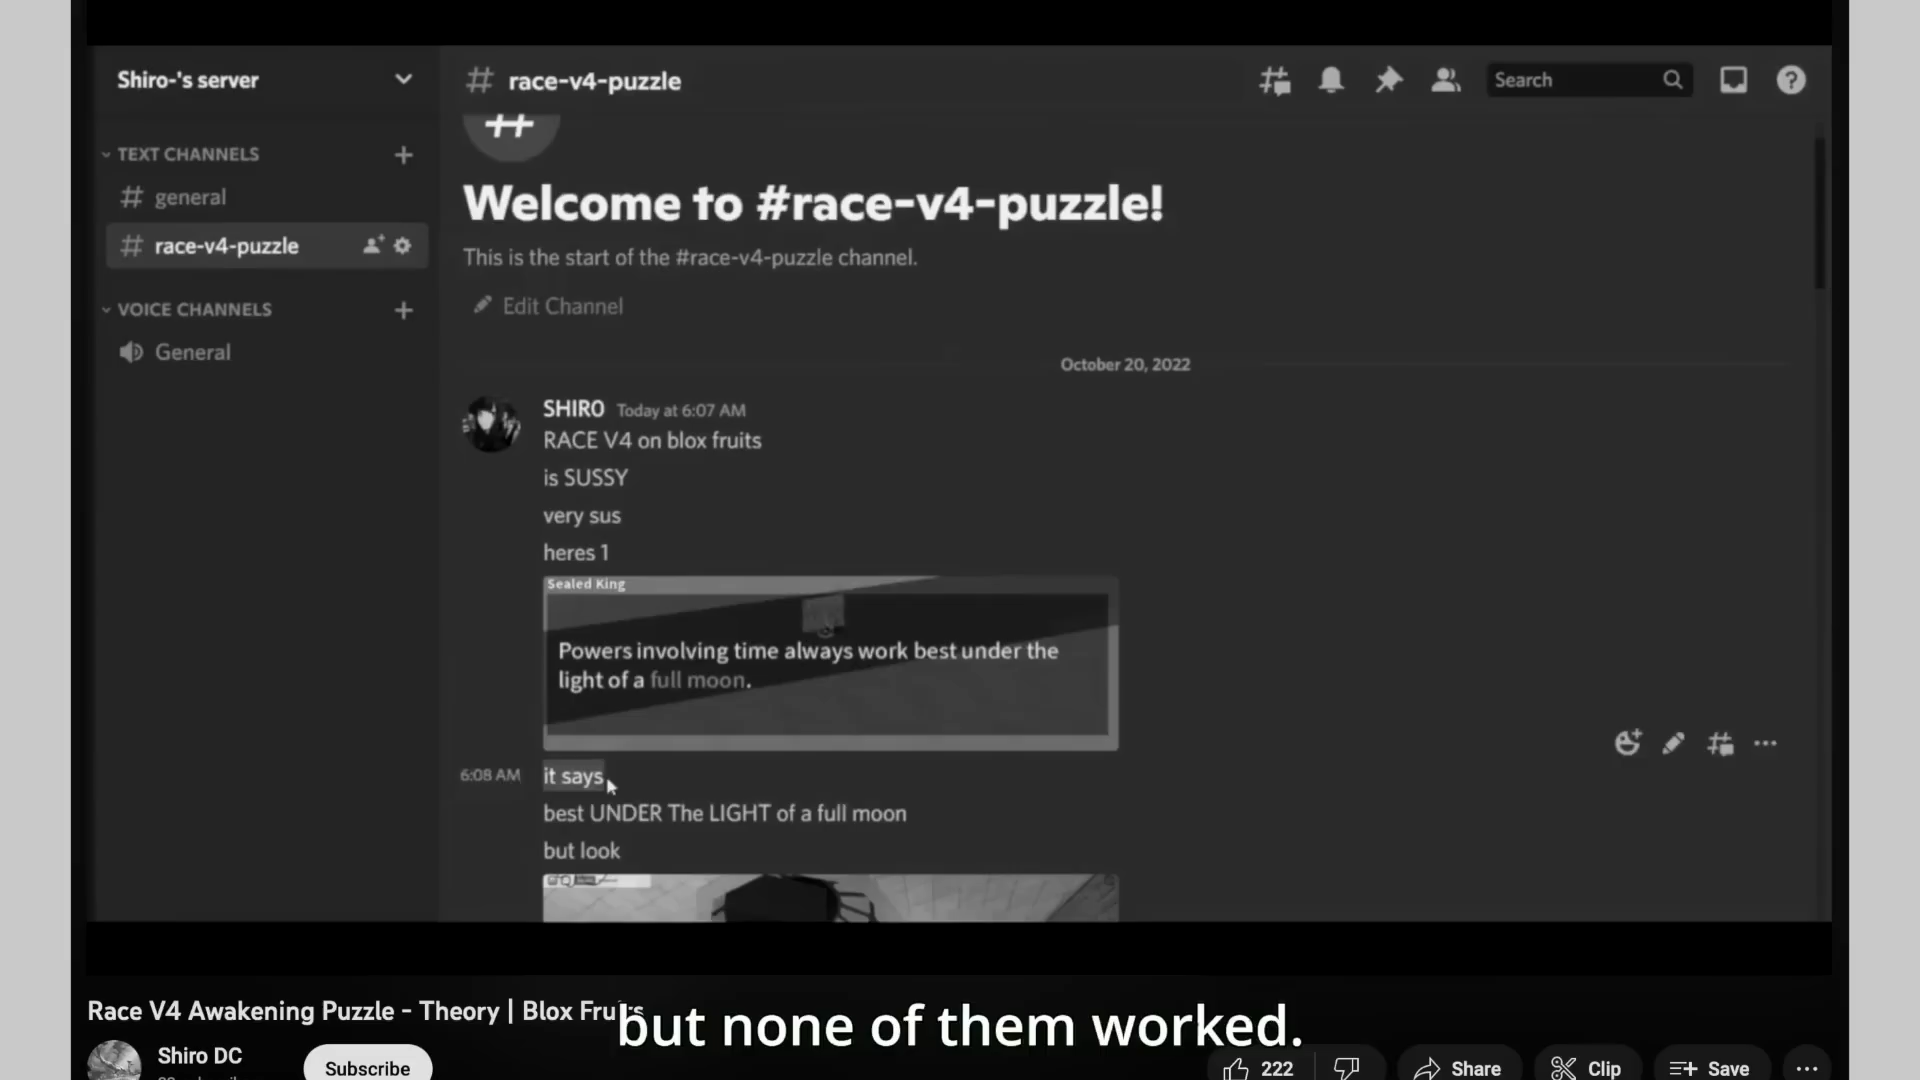 Shiro-'s server
race-v4-puzzle
Search
TEXT CHANNELS
general
race-v4-puzzle
VOICE CHANNELS
General
Welcome to #race-v4-puzzle!
This is the start of the #race-v4-puzzle channel.
Edit Channel
October 20, 2022
SHIRO Today at 6:07 AM
RACE V4 on blox fruits
is SUSSY
very sus
heres 1
Sealed King
Powers involving time always work best under the
light of a full moon.
6:08 AM it says
best UNDER The LIGHT of a full moon
but look
Race V4 Awakening Puzzle - Theory | Blox Fruits
but none of them worked.
Shiro DC
Subscribe
222
Share
Clip
Save